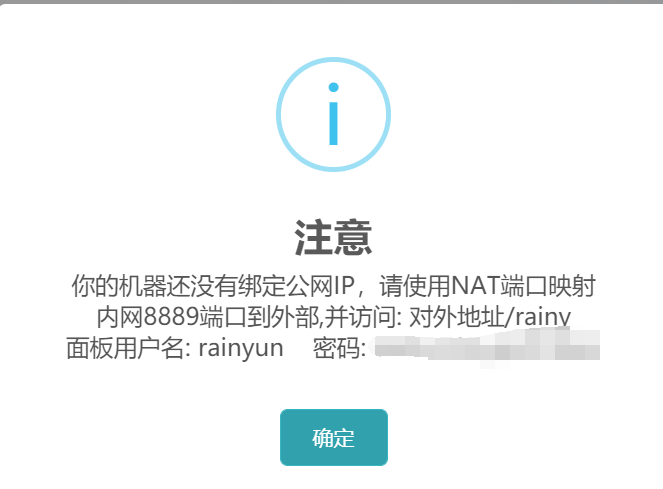 注意
你的机器还没有绑定公网IP，请使用NAT端口映射
内网8889端口到外部,并访问: 对外地址/rainy
面板用户名: rainyun 密码:
确定